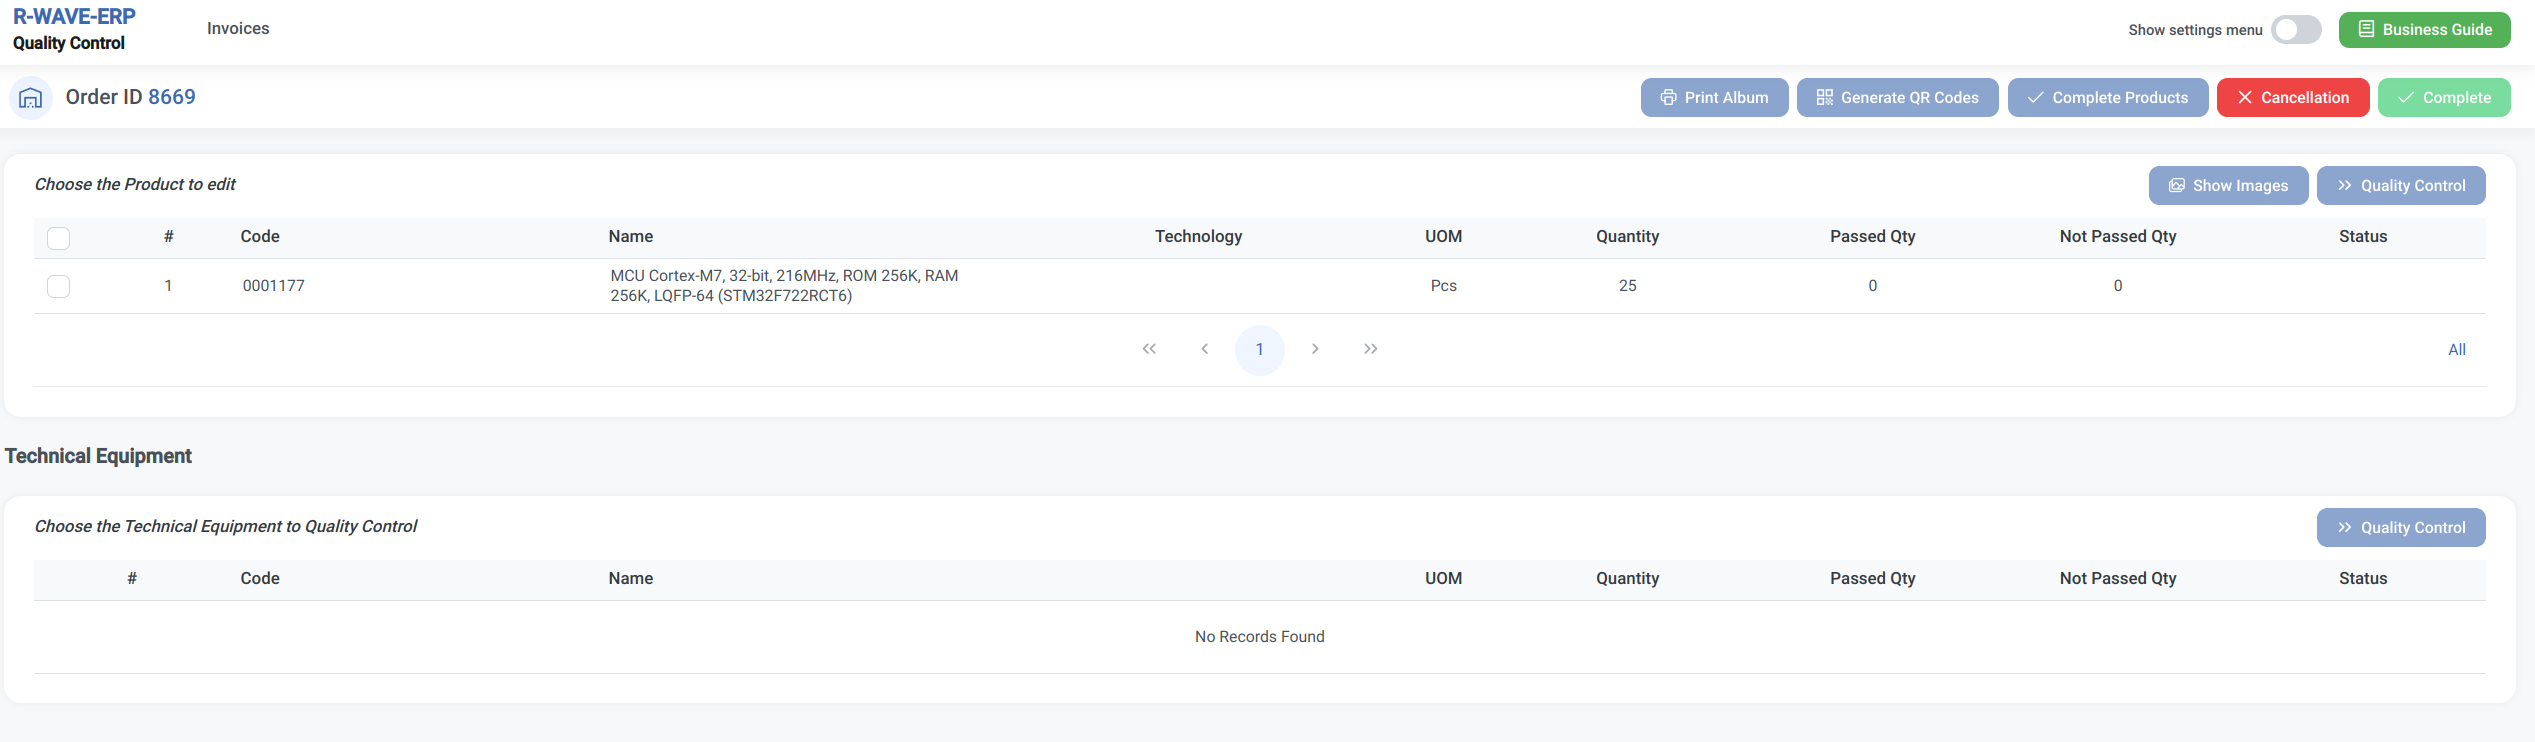 R-WAVE-ERP
Quality Control
Invoices
Show settings menu
Business Guide
Order ID 8669
Print Album
Generate QR Codes
Complete Products
Cancellation
Complete
Choose the Product to edit
Show Images
Quality Control
# Code Name Technology UOM Quantity Passed Qty Not Passed Qty Status
1 0001177 MCU Cortex-M7, 32-bit, 216MHz, ROM 256K, RAM
256K, LQFP-64 (STM32F722RCT6) Pcs 25 0 0
1
All
Technical Equipment
Choose the Technical Equipment to Quality Control
Quality Control
# Code Name UOM Quantity Passed Qty Not Passed Qty Status
No Records Found